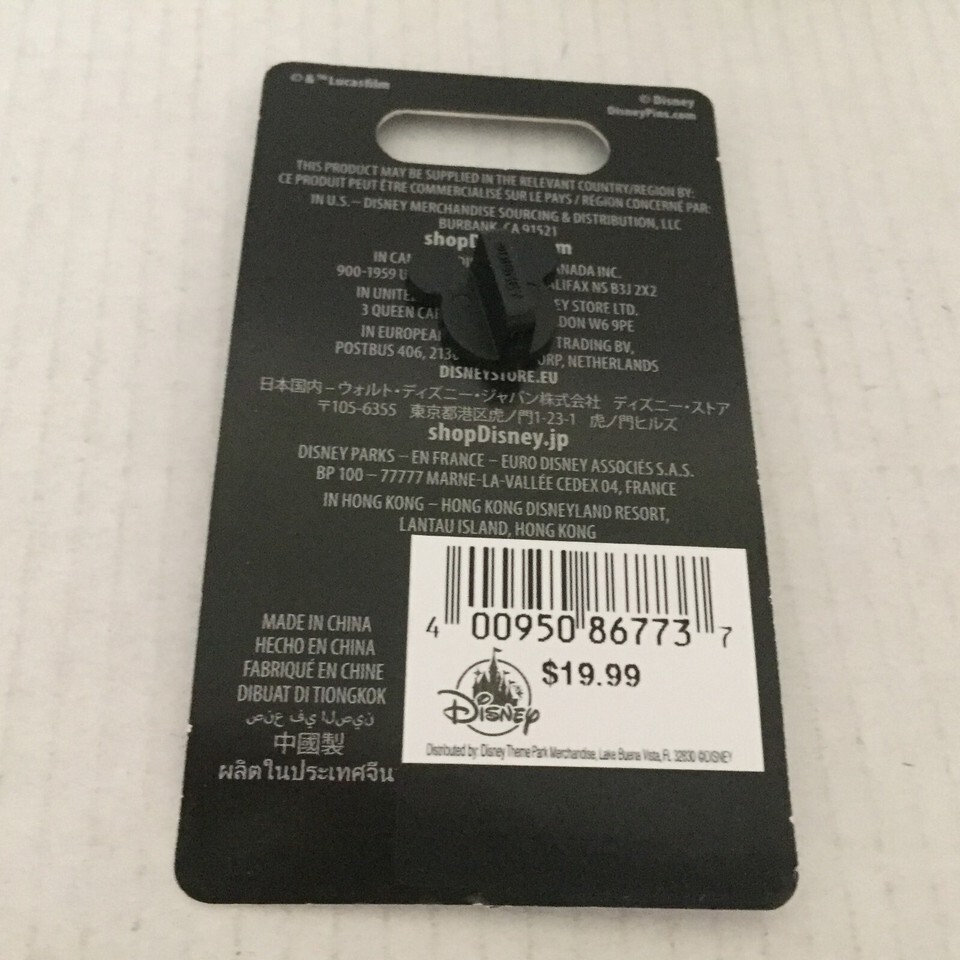 © & ™ Lucasfilm
© Disney
DisneyPins.com
THIS PRODUCT MAY BE SUPPLIED IN THE RELEVANT COUNTRY/REGION BY:
CE PRODUIT PEUT ÊTRE COMMERCIALISÉ SUR LE PAYS / RÉGION CONCERNÉ PAR:
IN U.S. – DISNEY MERCHANDISE SOURCING & DISTRIBUTION, LLC
BURBANK, CA 91521
IN CANADA INC.
900-1959 HALIFAX NS B3J 2X2
IN STORE LTD.
3 QUEEN W6 9PE
IN TRADING BV,
POSTBUS 406, NETHERLANDS
DISNEYSTORE.EU
日本国内 – ウォルト・ディズニー・ジャパン株式会社 ディズニー・ストア
〒105-6355 東京都港区虎ノ門1-23-1 虎ノ門ヒルズ
shopDisney.jp
DISNEY PARKS – EN FRANCE – EURO DISNEY ASSOCIÉS S.A.S.
BP 100 – 77777 MARNE-LA-VALLÉE CEDEX 04, FRANCE
IN HONG KONG – HONG KONG DISNEYLAND RESORT,
LANTAU ISLAND, HONG KONG
MADE IN CHINA
HECHO EN CHINA
FABRIQUÉ EN CHINE
DIBUAT DI TIONGKOK
صنع في الصين
中國製
ผลิตในประเทศจีน
4 00950 86773 7
$19.99
Disney
Distributed by: Disney Theme Park Merchandise, Lake Buena Vista, FL 32830 ©DISNEY